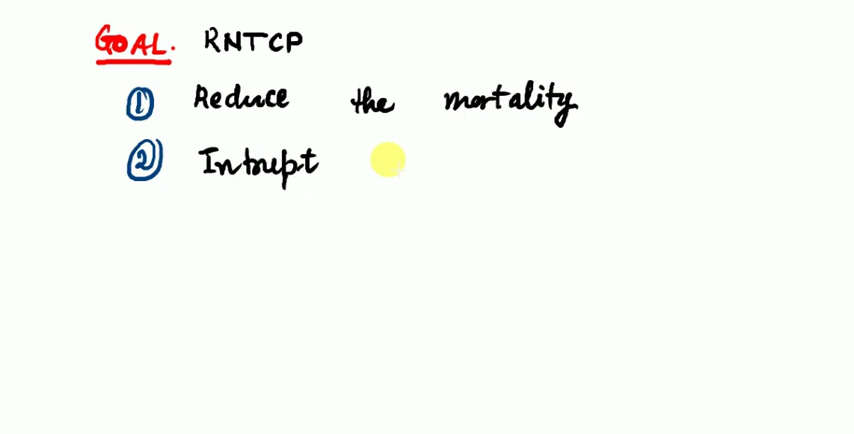 GOAL. RNTCP
① Reduce the mortality
② Intrupt